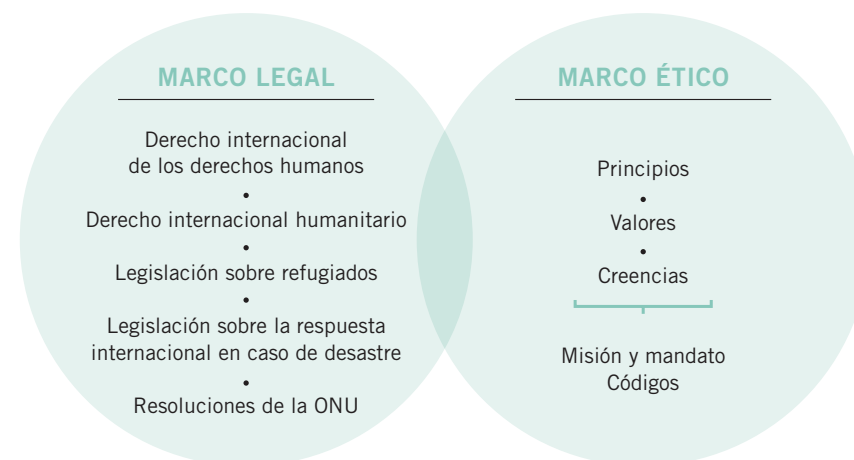 MARCO LEGAL
Derecho internacional
de los derechos humanos
•
Derecho internacional humanitario
•
Legislación sobre refugiados
•
Legislación sobre la respuesta
internacional en caso de desastre
•
Resoluciones de la ONU
MARCO ÉTICO
Principios
•
Valores
•
Creencias
Misión y mandato
Códigos